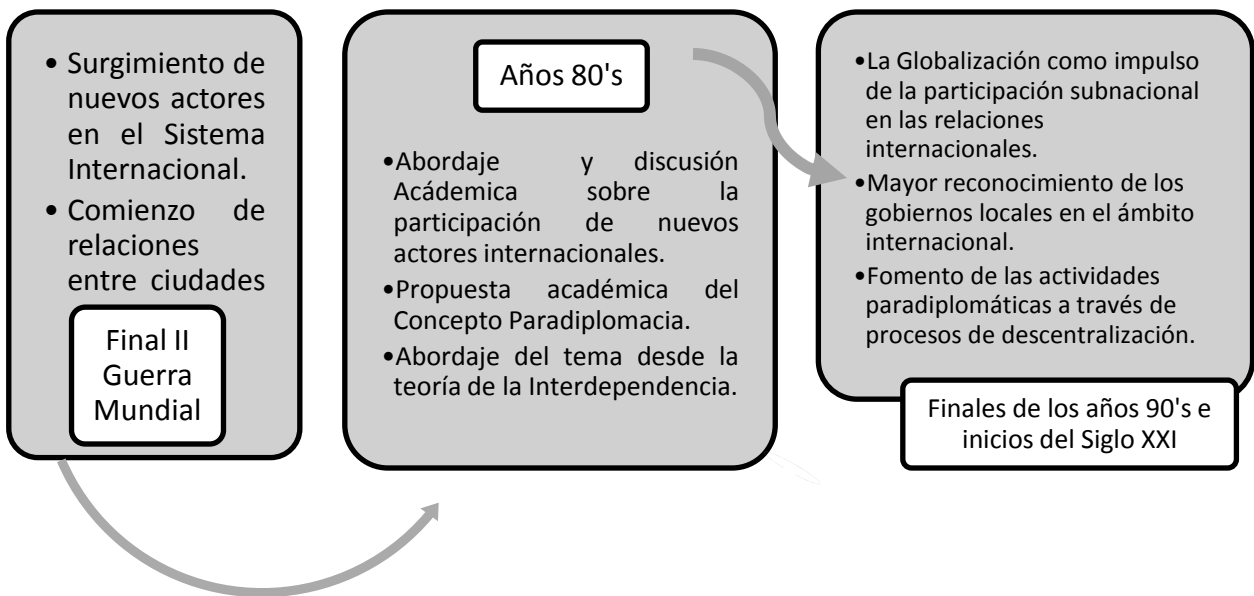 • Surgimiento de
nuevos actores
en el Sistema
Internacional.
• Comienzo de
relaciones
entre ciudades
Final II
Guerra
Mundial
Años 80's
•Abordaje y discusión
Acádemica sobre la
participación de nuevos
actores internacionales.
•Propuesta académica del
Concepto Paradiplomacia.
•Abordaje del tema desde la
teoría de la Interdependencia.
•La Globalización como impulso
de la participación subnacional
en las relaciones
internacionales.
•Mayor reconocimiento de los
gobiernos locales en el ámbito
internacional.
•Fomento de las actividades
paradiplomáticas a través de
procesos de descentralización.
Finales de los años 90's e
inicios del Siglo XXI